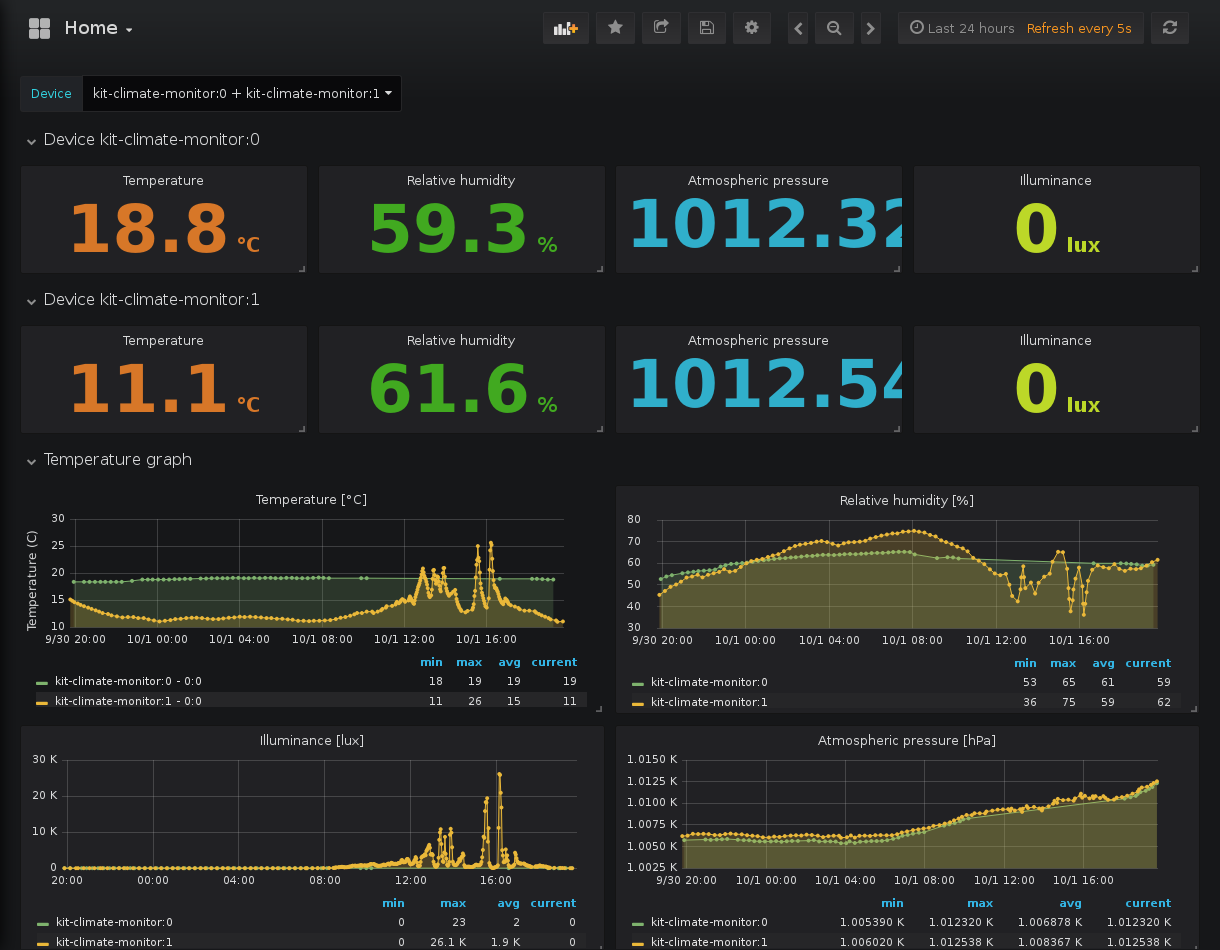 Home
Last 24 hours Refresh every 5s
Device kit-climate-monitor:0 + kit-climate-monitor:1
Device kit-climate-monitor:0
Temperature Relative humidity Atmospheric pressure Illuminance
18.8 °C 59.3 % 1012.32 0 lux
Device kit-climate-monitor:1
Temperature Relative humidity Atmospheric pressure Illuminance
11.1 °C 61.6 % 1012.54 0 lux
Temperature graph
Temperature [°C]
Temperature (C)
30
25
20
15
10
9/30 20:00 10/1 00:00 10/1 04:00 10/1 08:00 10/1 12:00 10/1 16:00
min max avg current
kit-climate-monitor:0 - 0:0 18 19 19 19
kit-climate-monitor:1 - 0:0 11 26 15 11
Relative humidity [%]
80
70
60
50
40
30
9/30 20:00 10/1 00:00 10/1 04:00 10/1 08:00 10/1 12:00 10/1 16:00
min max avg current
kit-climate-monitor:0 53 65 61 59
kit-climate-monitor:1 36 75 59 62
Illuminance [lux]
30 K
20 K
10 K
0
20:00 00:00 04:00 08:00 12:00 16:00
min max avg current
kit-climate-monitor:0 0 23 2 0
kit-climate-monitor:1 0 26.1 K 1.9 K 0
Atmospheric pressure [hPa]
1.0150 K
1.0125 K
1.0100 K
1.0075 K
1.0050 K
1.0025 K
9/30 20:00 10/1 00:00 10/1 04:00 10/1 08:00 10/1 12:00 10/1 16:00
min max avg current
kit-climate-monitor:0 1.005390 K 1.012320 K 1.006878 K 1.012320 K
kit-climate-monitor:1 1.006020 K 1.012538 K 1.008367 K 1.012538 K